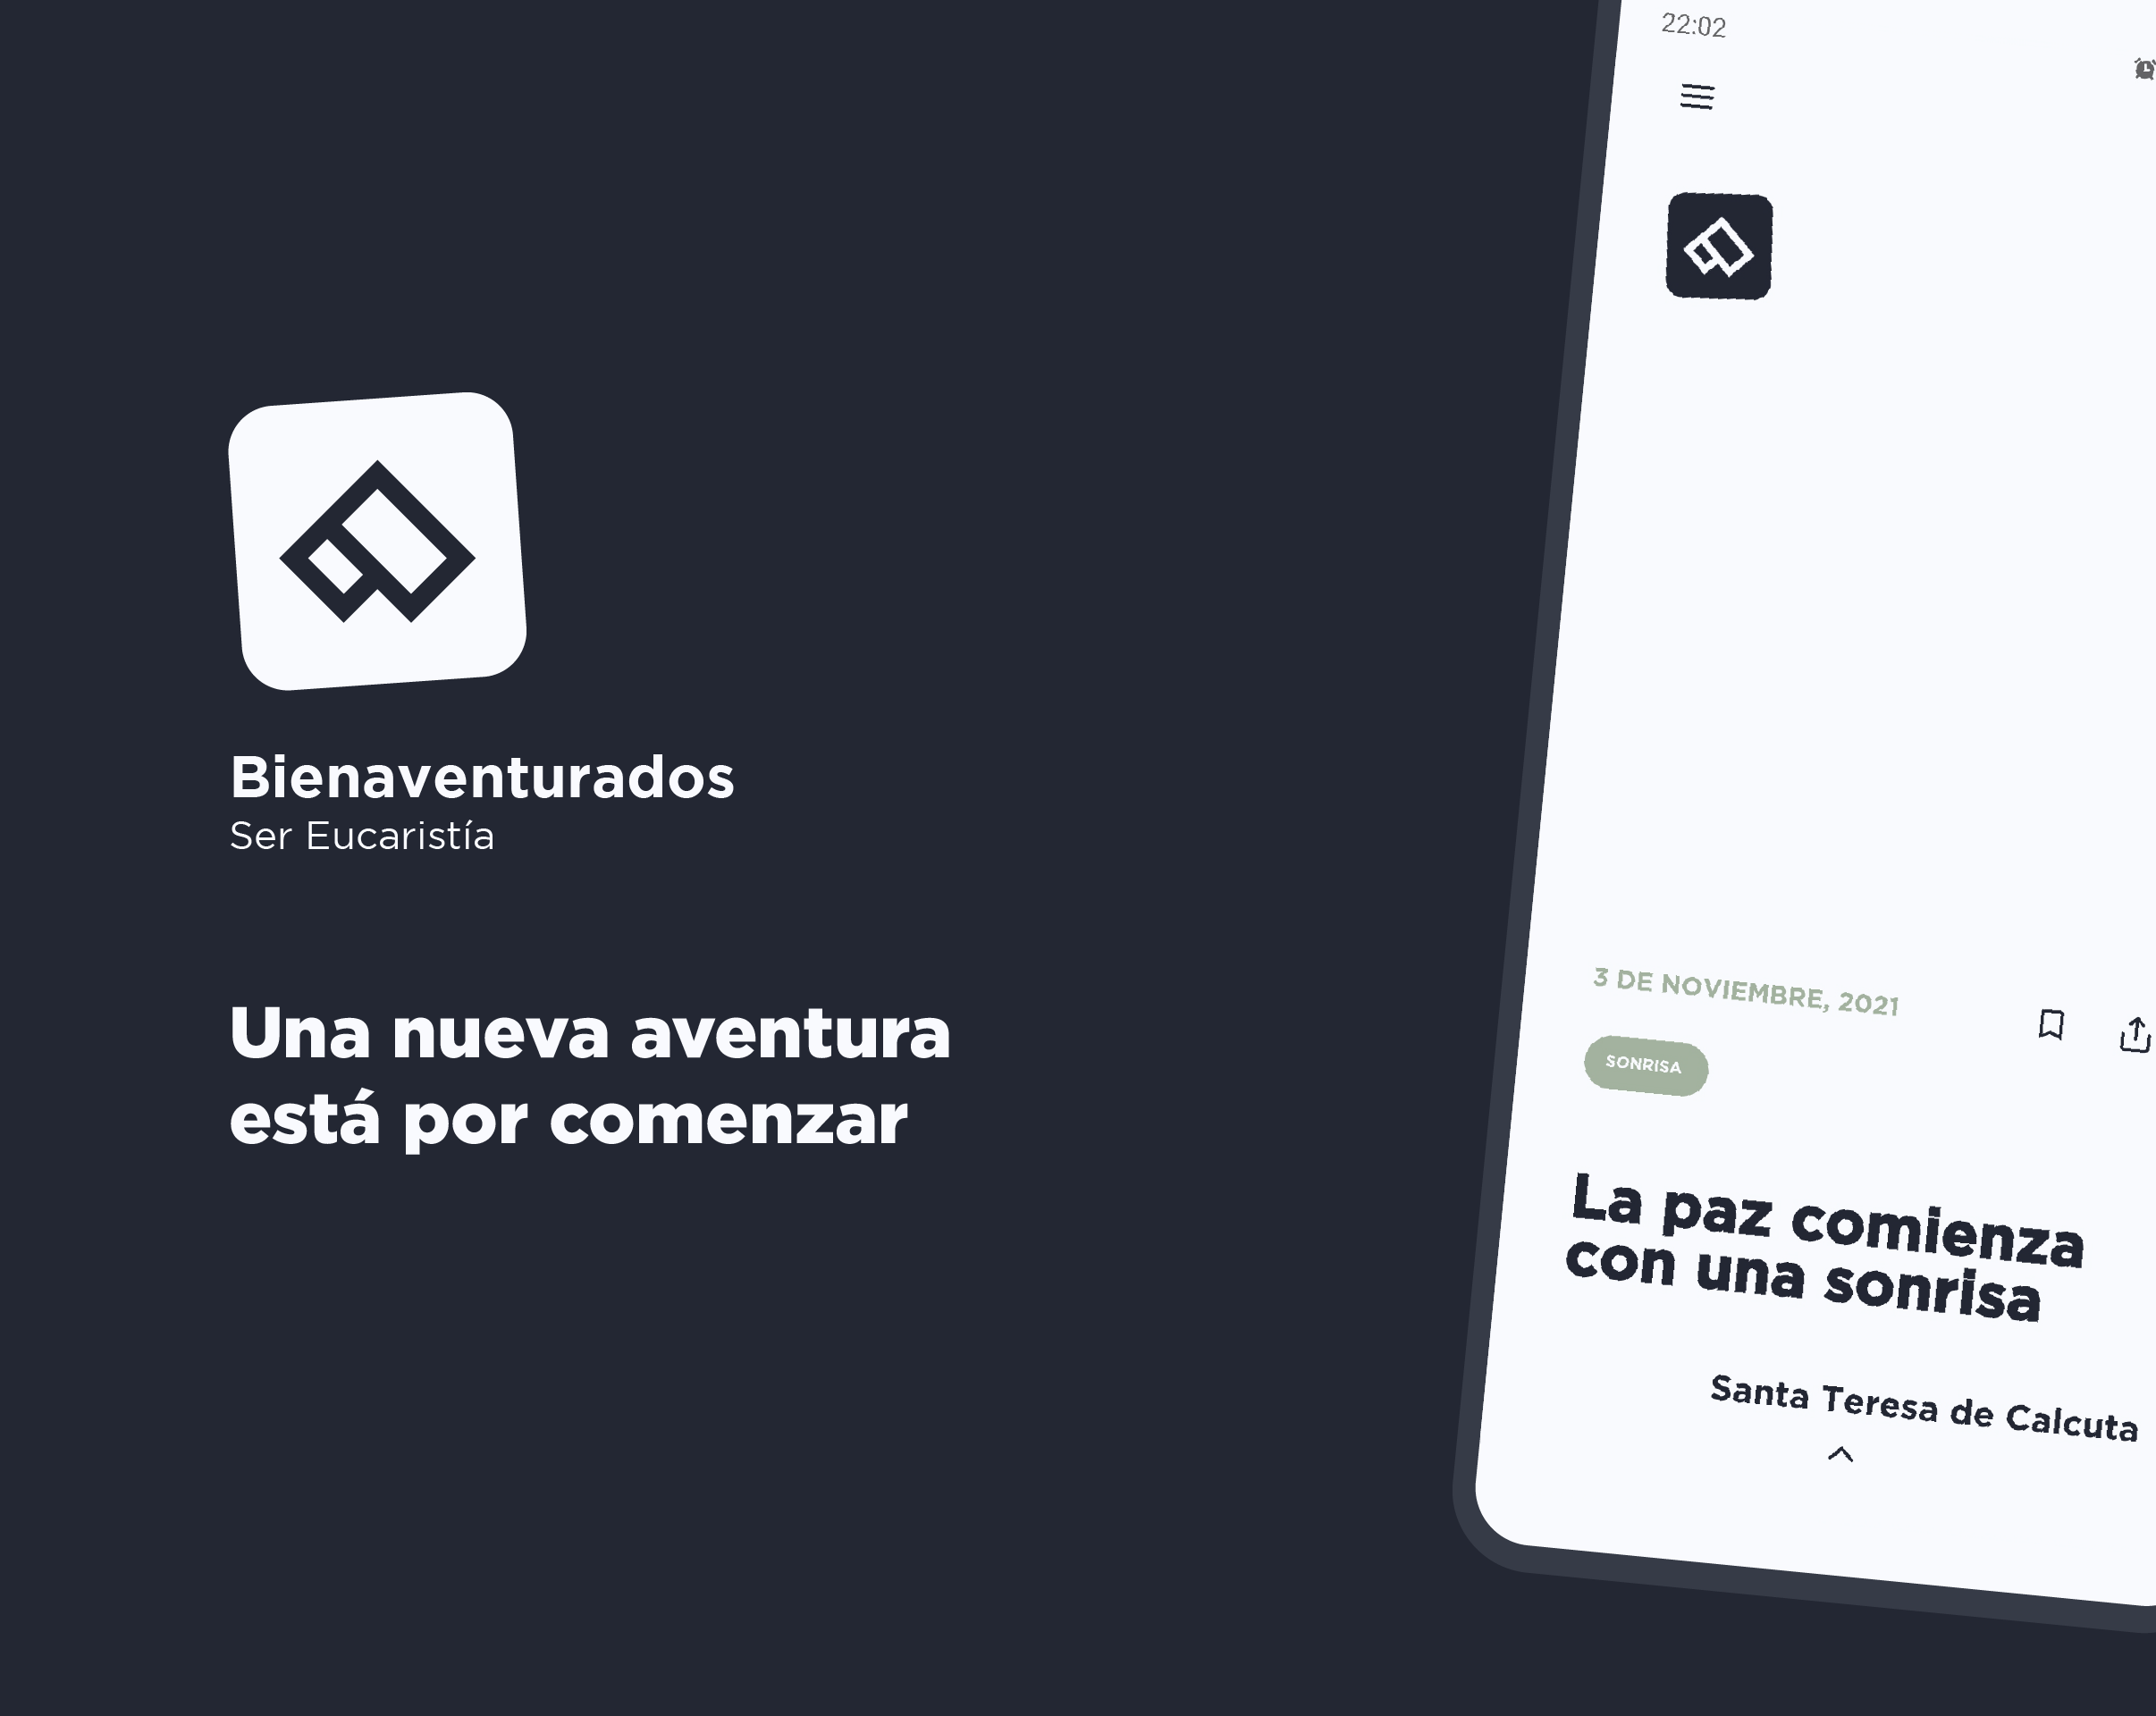 Bienaventurados
Ser Eucaristía
Una nueva aventura
está por comenzar
22:02
3 DE NOVIEMBRE, 2021
SONRISA
La paz comienza
con una sonrisa
Santa Teresa de Calcuta